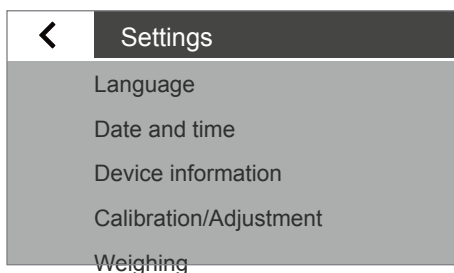 Settings
Language
Date and time
Device information
Calibration/Adjustment
Weighing